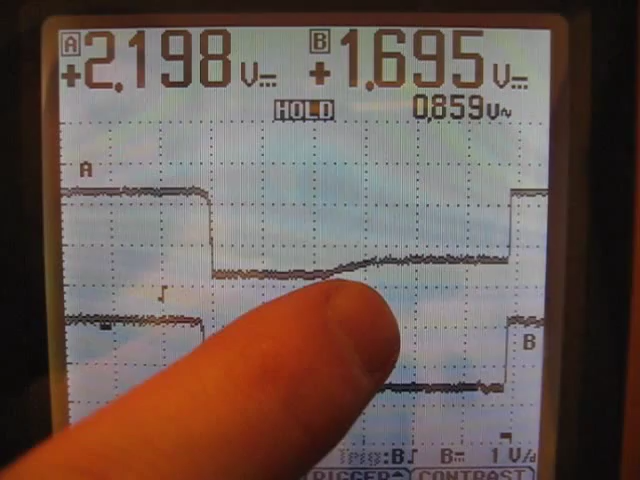 A +2.198 V B +1.695 V
HOLD 0.859 V~
A
B
Trig:B B 1 V/d
TRIGGER CONTRAST